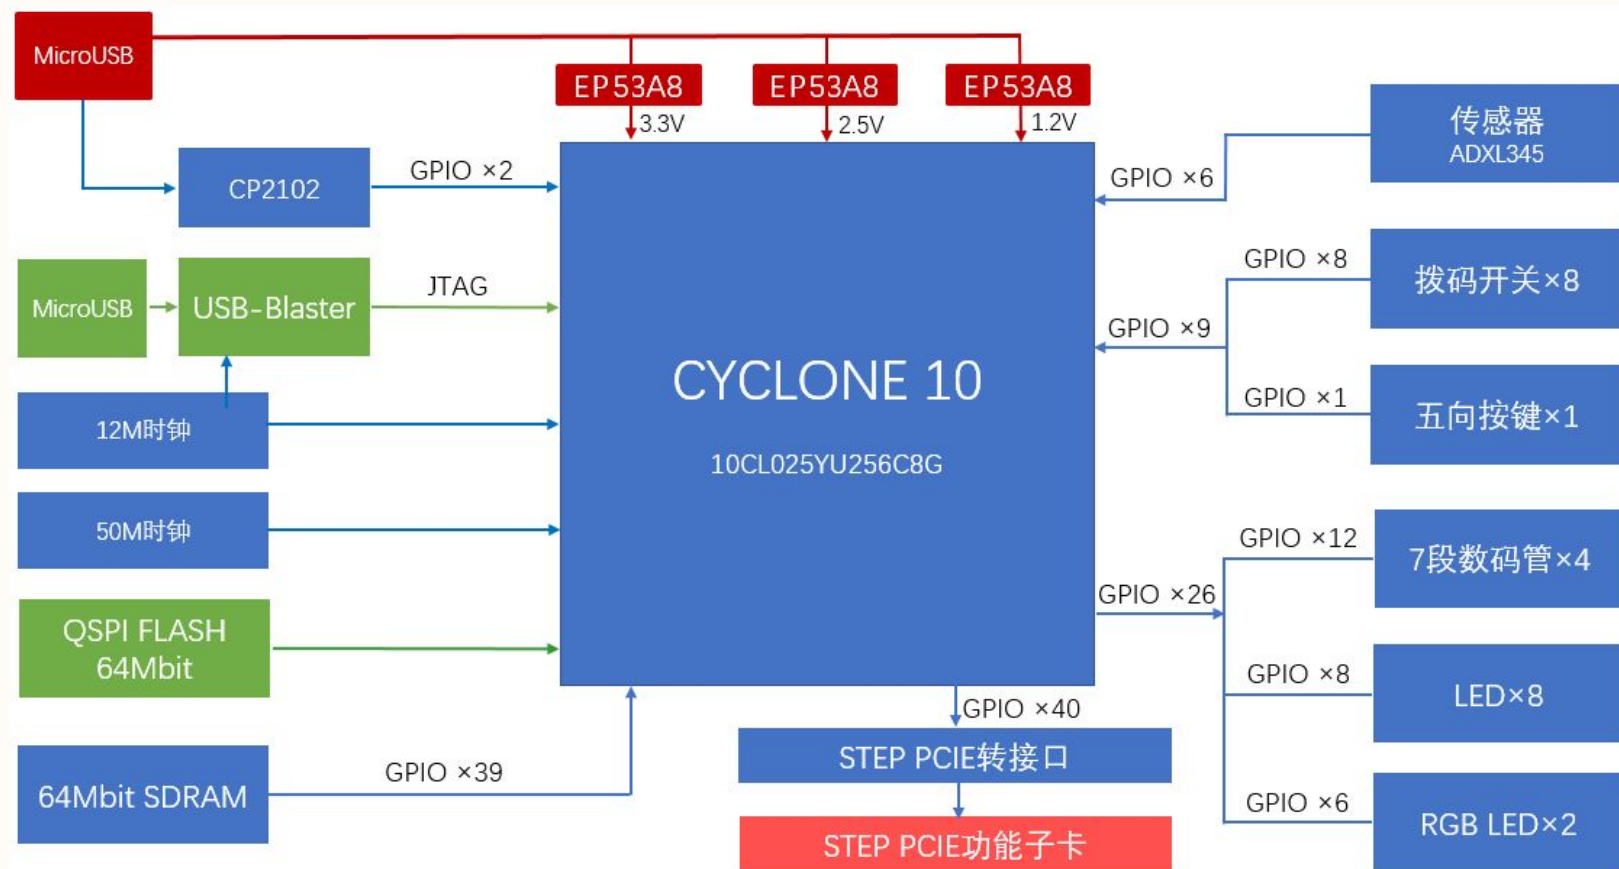 MicroUSB
EP53A8
EP53A8
EP53A8
3.3V
2.5V
1.2V
CP2102
GPIO ×2
MicroUSB
USB-Blaster
JTAG
12M时钟
50M时钟
QSPI FLASH
64Mbit
64Mbit SDRAM
GPIO ×39
CYCLONE 10
10CL025YU256C8G
GPIO ×40
STEP PCIE转接口
STEP PCIE功能子卡
GPIO ×6
传感器
ADXL345
GPIO ×9
GPIO ×8
拨码开关×8
GPIO ×1
五向按键×1
GPIO ×26
GPIO ×12
7段数码管×4
GPIO ×8
LED×8
GPIO ×6
RGB LED×2